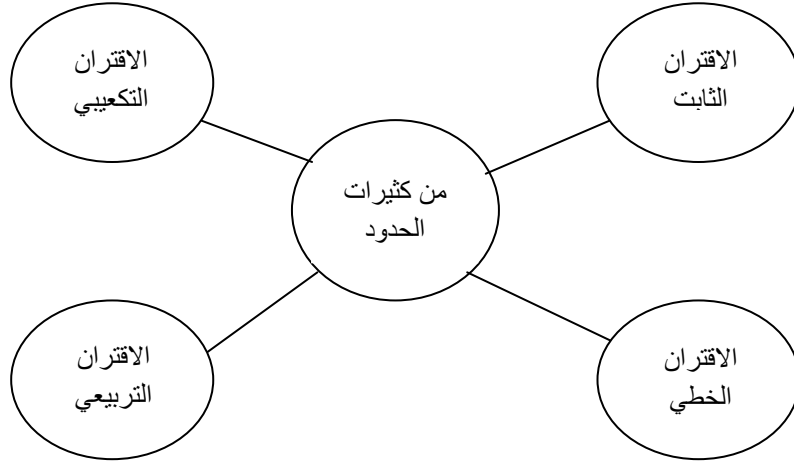 الاقتران
الثابت
الاقتران
التكعيبي
من كثيرات
الحدود
الاقتران
الخطي
الاقتران
التربيعي